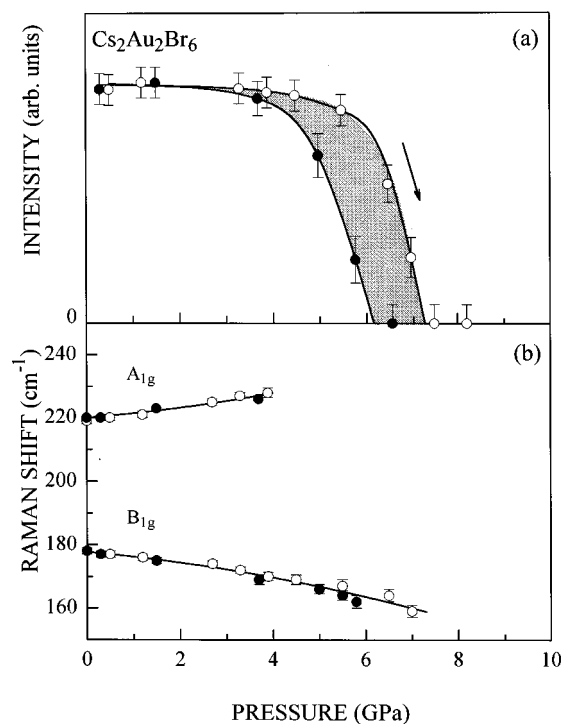 Cs₂Au₂Br₆
(a)
INTENSITY (arb. units)
0
(b)
240
A₁g
220
200
B₁g
180
160
RAMAN SHIFT (cm⁻¹)
0 2 4 6 8 10
PRESSURE (GPa)